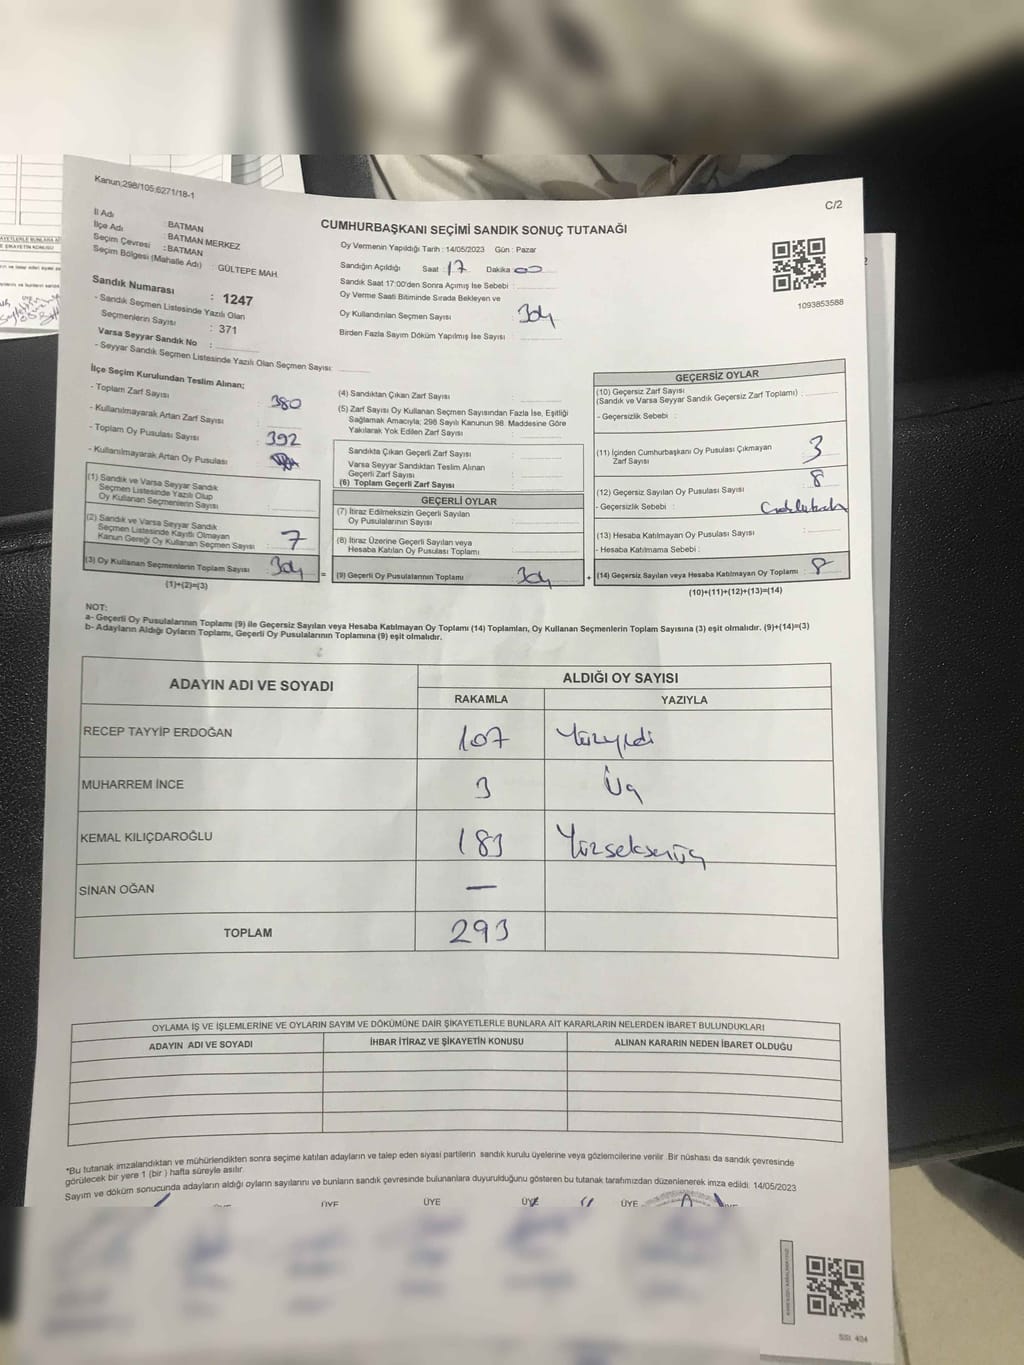 Kanun;298/105;6271/18-1
C/2
CUMHURBAŞKANI SEÇİMİ SANDIK SONUÇ TUTANAĞI
İl Adı : BATMAN
İlçe Adı : BATMAN MERKEZ
Seçim Çevresi : BATMAN
Seçim Bölgesi (Mahalle Adı) : GÜLTEPE MAH.
Sandık Numarası : 1247
- Sandık Seçmen Listesinde Yazılı Olan
Seçmenlerin Sayısı : 371
Varsa Seyyar Sandık No :
- Seyyar Sandık Seçmen Listesinde Yazılı Olan Seçmen Sayısı:
Oy Vermenin Yapıldığı Tarih : 14/05/2023 Gün : Pazar
Sandığın Açıldığı Saat : 17 Dakika 00
Sandık Saat 17:00'den Sonra Açımış İse Sebebi :
Oy Verme Saati Bitiminde Sırada Bekleyen ve
Oy Kullandırılan Seçmen Sayısı : 304
Birden Fazla Sayım Döküm Yapılmış İse Sayısı
1093853588
İlçe Seçim Kurulundan Teslim Alınan;
- Toplam Zarf Sayısı : 380
- Kullanılmayarak Artan Zarf Sayısı :
- Toplam Oy Pusulası Sayısı : 392
- Kullanılmayarak Artan Oy Pusulası
(1) Sandık ve Varsa Seyyar Sandık
Seçmen Listesinde Yazılı Olup
Oy Kullanan Seçmenlerin Sayısı :
(2) Sandık ve Varsa Seyyar Sandık
Seçmen Listesinde Kayıtlı Olmayan
Kanun Gereği Oy Kullanan Seçmen Sayısı : 7
(3) Oy Kullanan Seçmenlerin Toplam Sayısı : 304
(1)+(2)=(3)
(4) Sandıktan Çıkan Zarf Sayısı :
(5) Zarf Sayısı Oy Kullanan Seçmen Sayısından Fazla İse, Eşitliği
Sağlamak Amacıyla; 298 Sayılı Kanunun 98. Maddesine Göre
Yakılarak Yok Edilen Zarf Sayısı
Sandıkta Çıkan Geçerli Zarf Sayısı
Varsa Seyyar Sandıktan Teslim Alınan
Geçerli Zarf Sayısı
(6) Toplam Geçerli Zarf Sayısı
GEÇERLİ OYLAR
(7) İtiraz Edilmeksizin Geçerli Sayılan
Oy Pusulalarının Sayısı
(8) İtiraz Üzerine Geçerli Sayılan veya
Hesaba Katılan Oy Pusulası Toplamı
= (9) Geçerli Oy Pusulalarının Toplamı 304 +
GEÇERSİZ OYLAR
(10) Geçersiz Zarf Sayısı
(Sandık ve Varsa Seyyar Sandık Geçersiz Zarf Toplamı) :
- Geçersizlik Sebebi :
(11) İçinden Cumhurbaşkanı Oy Pusulası Çıkmayan
Zarf Sayısı : 3
(12) Geçersiz Sayılan Oy Pusulası Sayısı : 8
- Geçersizlik Sebebi :
(13) Hesaba Katılmayan Oy Pusulası Sayısı :
- Hesaba Katılmama Sebebi :
(14) Geçersiz Sayılan veya Hesaba Katılmayan Oy Toplamı : 8
(10)+(11)+(12)+(13)=(14)
NOT:
a- Geçerli Oy Pusulasının Toplamı (9) ile Geçersiz Sayılan veya Hesaba Katılmayan Oy Toplamı (14) Toplamları, Oy Kullanan Seçmenlerin Toplam Sayısına (3) eşit olmalıdır. (9)+(14)=(3)
b- Adayların Aldığı Oyların Toplamı, Geçerli Oy Pusulalarının Toplamına (9) eşit olmalıdır.
ADAYIN ADI VE SOYADI ALDIĞI OY SAYISI
RAKAMLA YAZIYLA
RECEP TAYYİP ERDOĞAN 107 Yüzyedi
MUHARREM İNCE 3 Üç
KEMAL KILIÇDAROĞLU 183 Yüzseksenüç
SİNAN OĞAN —
TOPLAM 293
OYLAMA İŞ VE İŞLEMLERİNE VE OYLARIN SAYIM VE DÖKÜMÜNE DAİR ŞİKAYETLERLE BUNLARA AİT KARARLARIN NELERDEN İBARET BULUNDUKLARI
ADAYIN ADI VE SOYADI İHBAR İTİRAZ VE ŞİKAYETİN KONUSU ALINAN KARARIN NEDEN İBARET OLDUĞU
*Bu tutanak imzalandıktan ve mühürlendikten sonra seçime katılan adayların ve talep eden siyasi partilerin sandık kurulu üyelerine veya gözlemcilerine verilir .Bir nüshası da sandık çevresinde
görülecek bir yere 1 (bir ) hafta süreyle asılır.
Sayım ve döküm sonucunda adayların aldığı oyların sayılarını ve bunların sandık çevresinde bulunanlara duyurulduğunu gösteren bu tutanak tarafımızdan düzenlenerek imza edildi. 14/05/2023
ÜYE ÜYE ÜYE ÜYE
SSI 404